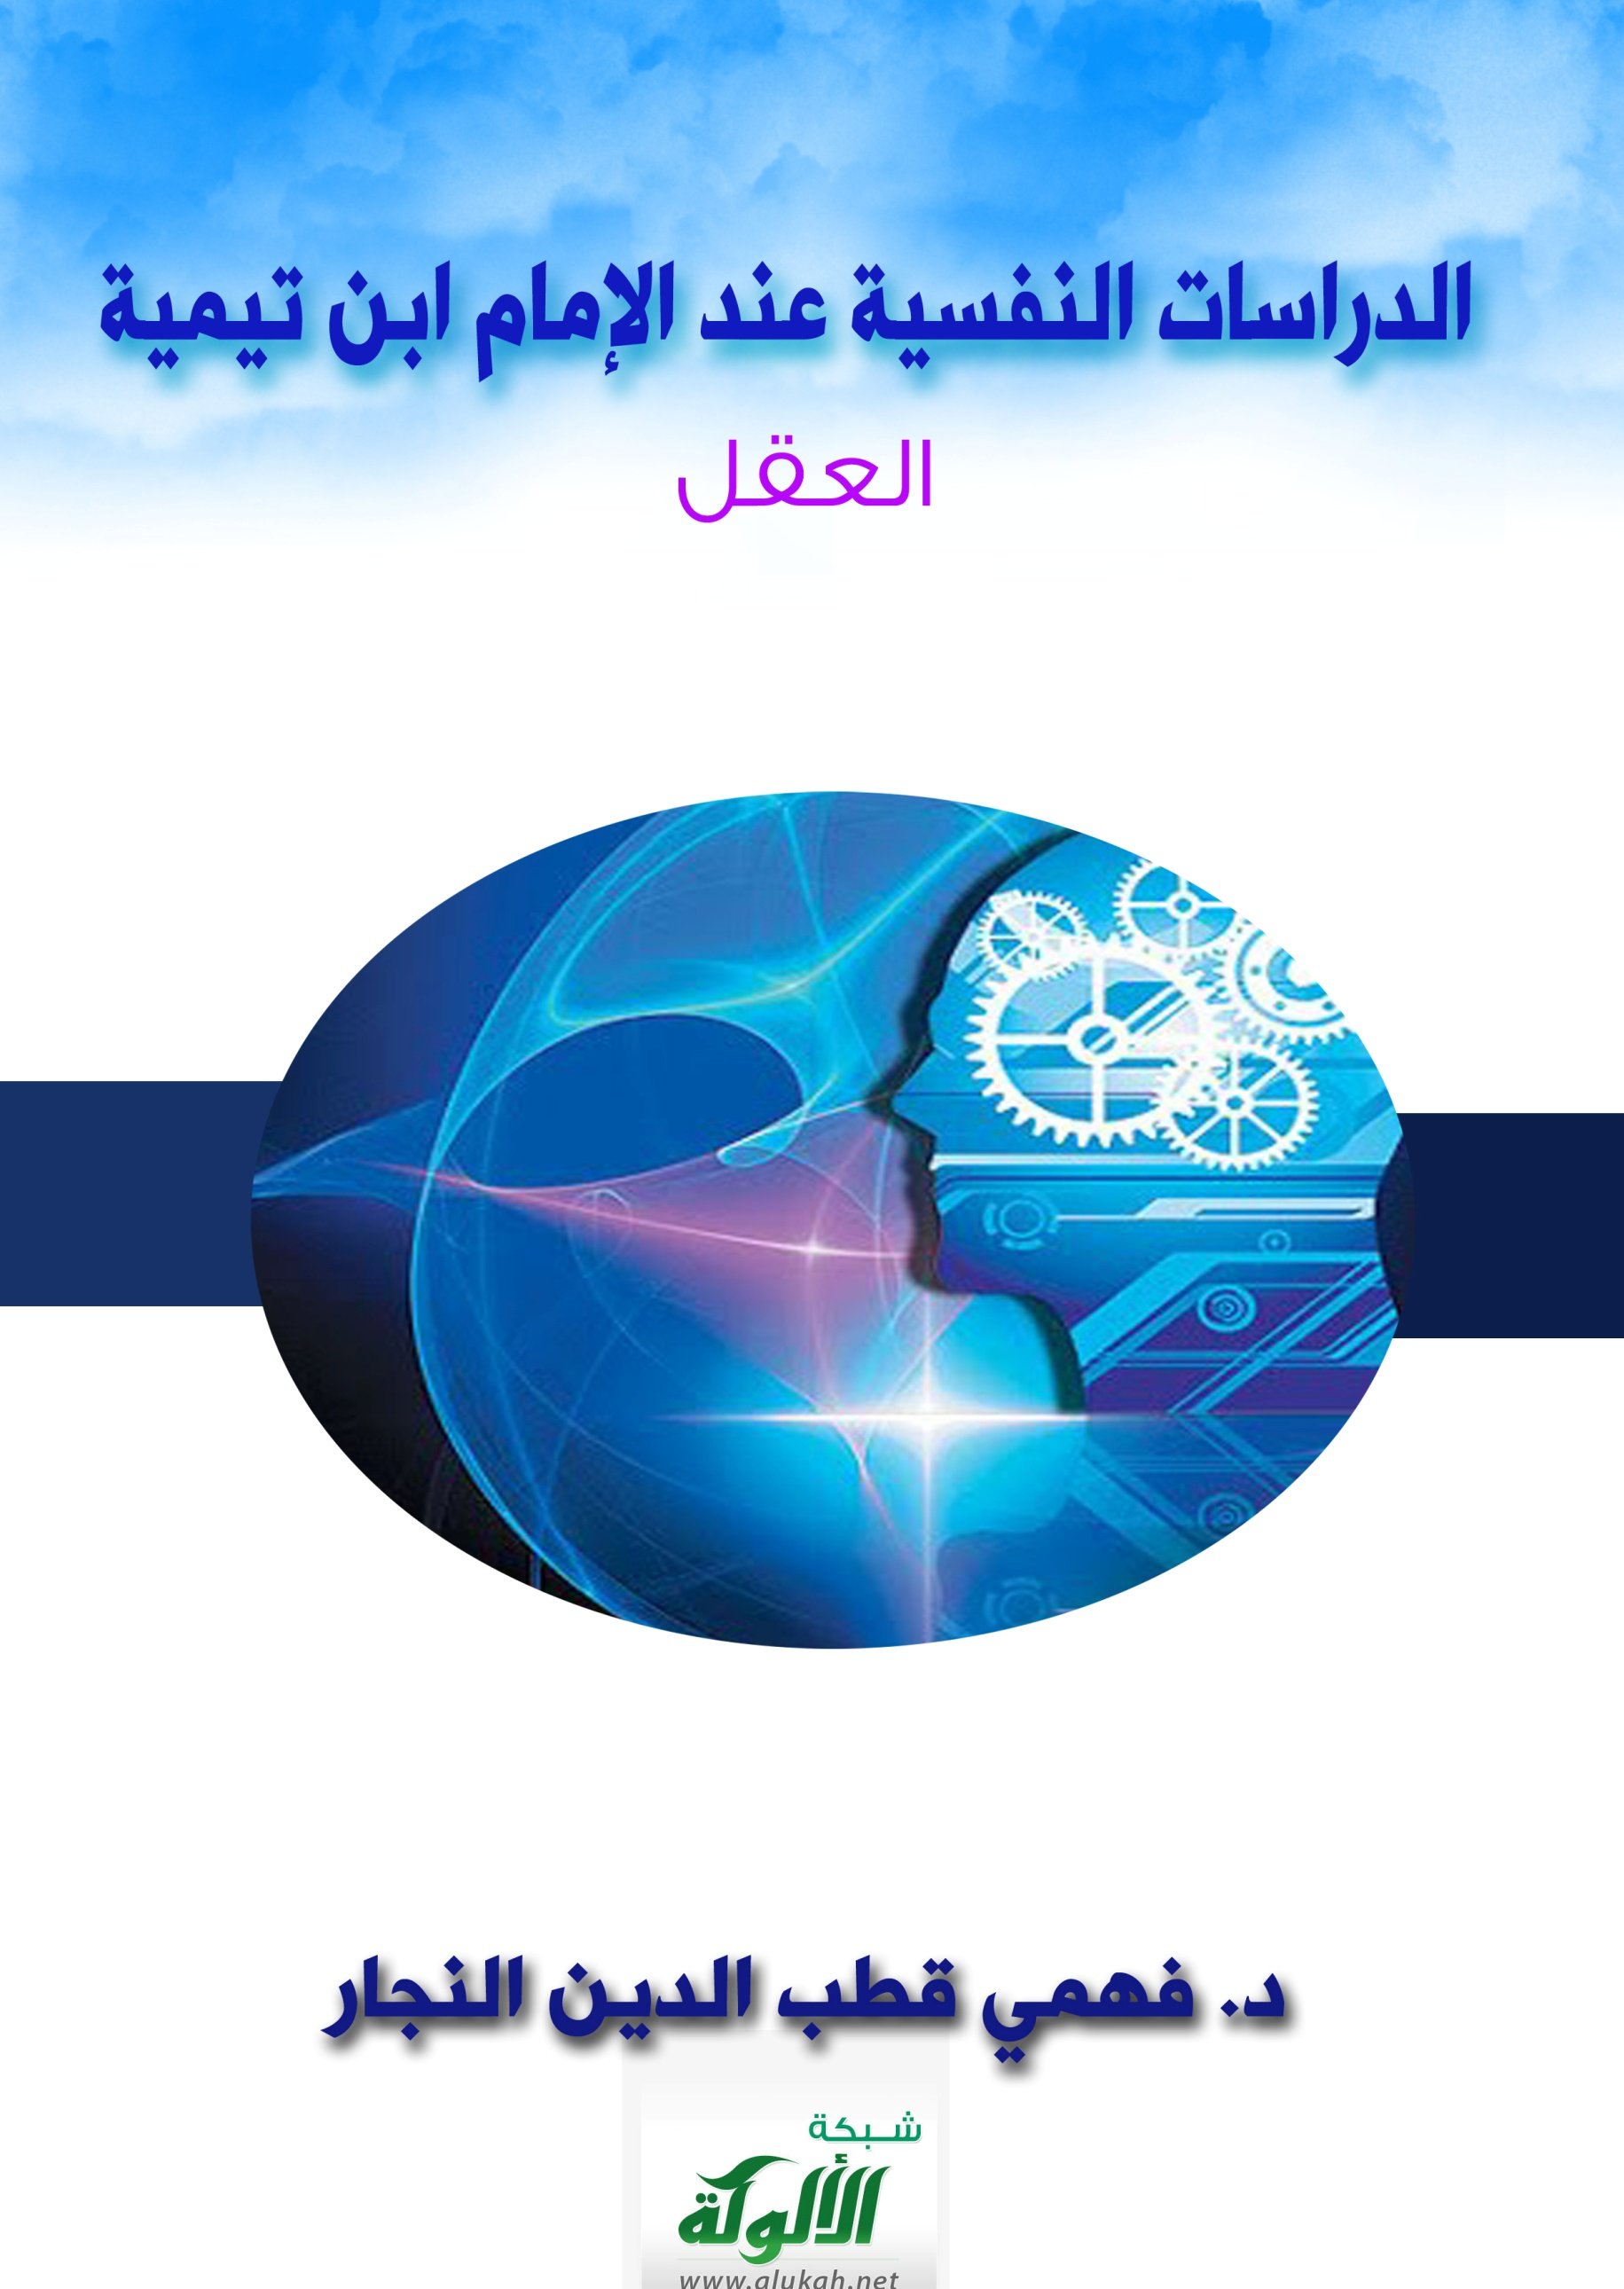 الدراسات النفسية عند الإمام ابن تيمية
العقل
د. فهمي قطب الدين النجار
شبكة
الألوكة
www.alukah.net